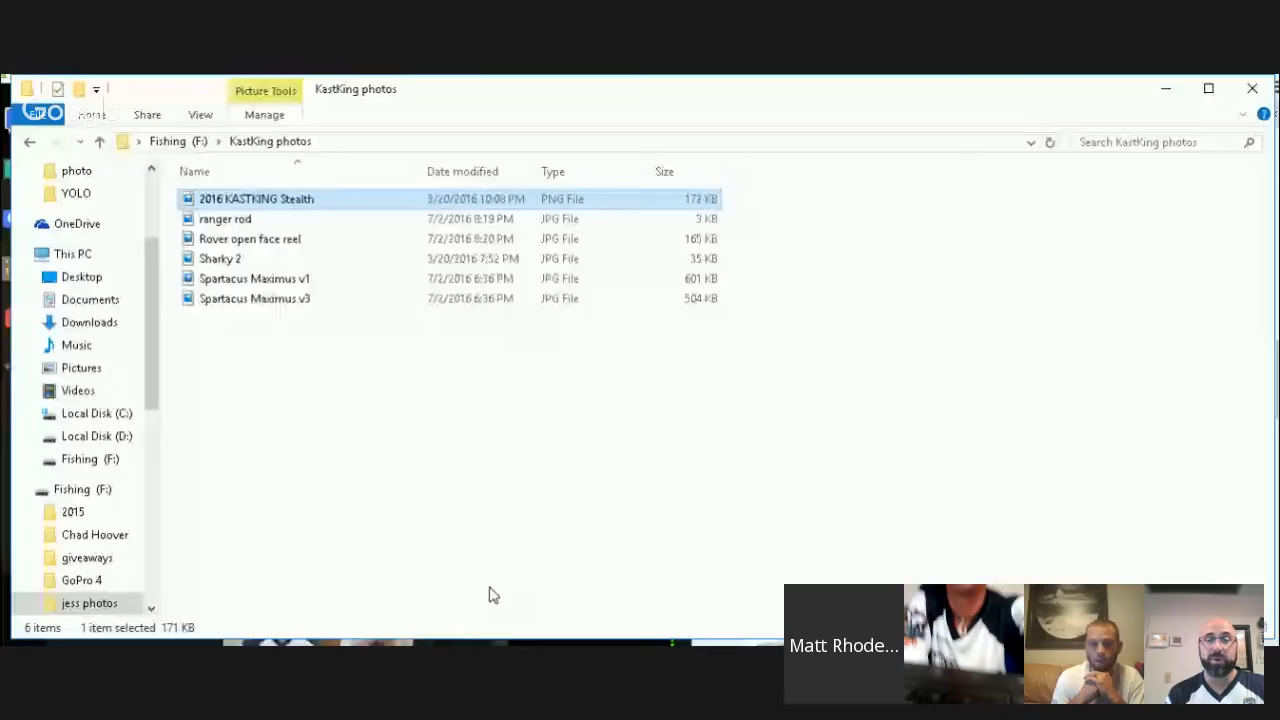 Picture Tools KastKing photos
Go
Home Share View Manage
Fishing (F:) KastKing photos
Search KastKing photos
photo
YOLO
OneDrive
This PC
Desktop
Documents
Downloads
Music
Pictures
Videos
Local Disk (C:)
Local Disk (D:)
Fishing (F:)
Fishing (F:)
2015
Chad Hoover
giveaways
GoPro 4
jess photos
Name Date modified Type Size
2016 KASTKING Stealth 3/20/2016 10:08 PM PNG File 172 KB
ranger rod 7/2/2016 8:19 PM JPG File 3 KB
Rover open face reel 7/2/2016 8:20 PM JPG File 165 KB
Sharky 2 3/20/2016 7:52 PM JPG File 35 KB
Spartacus Maximus v1 7/2/2016 6:36 PM JPG File 601 KB
Spartacus Maximus v3 7/2/2016 6:36 PM JPG File 504 KB
6 items 1 item selected 171 KB
Matt Rhode...